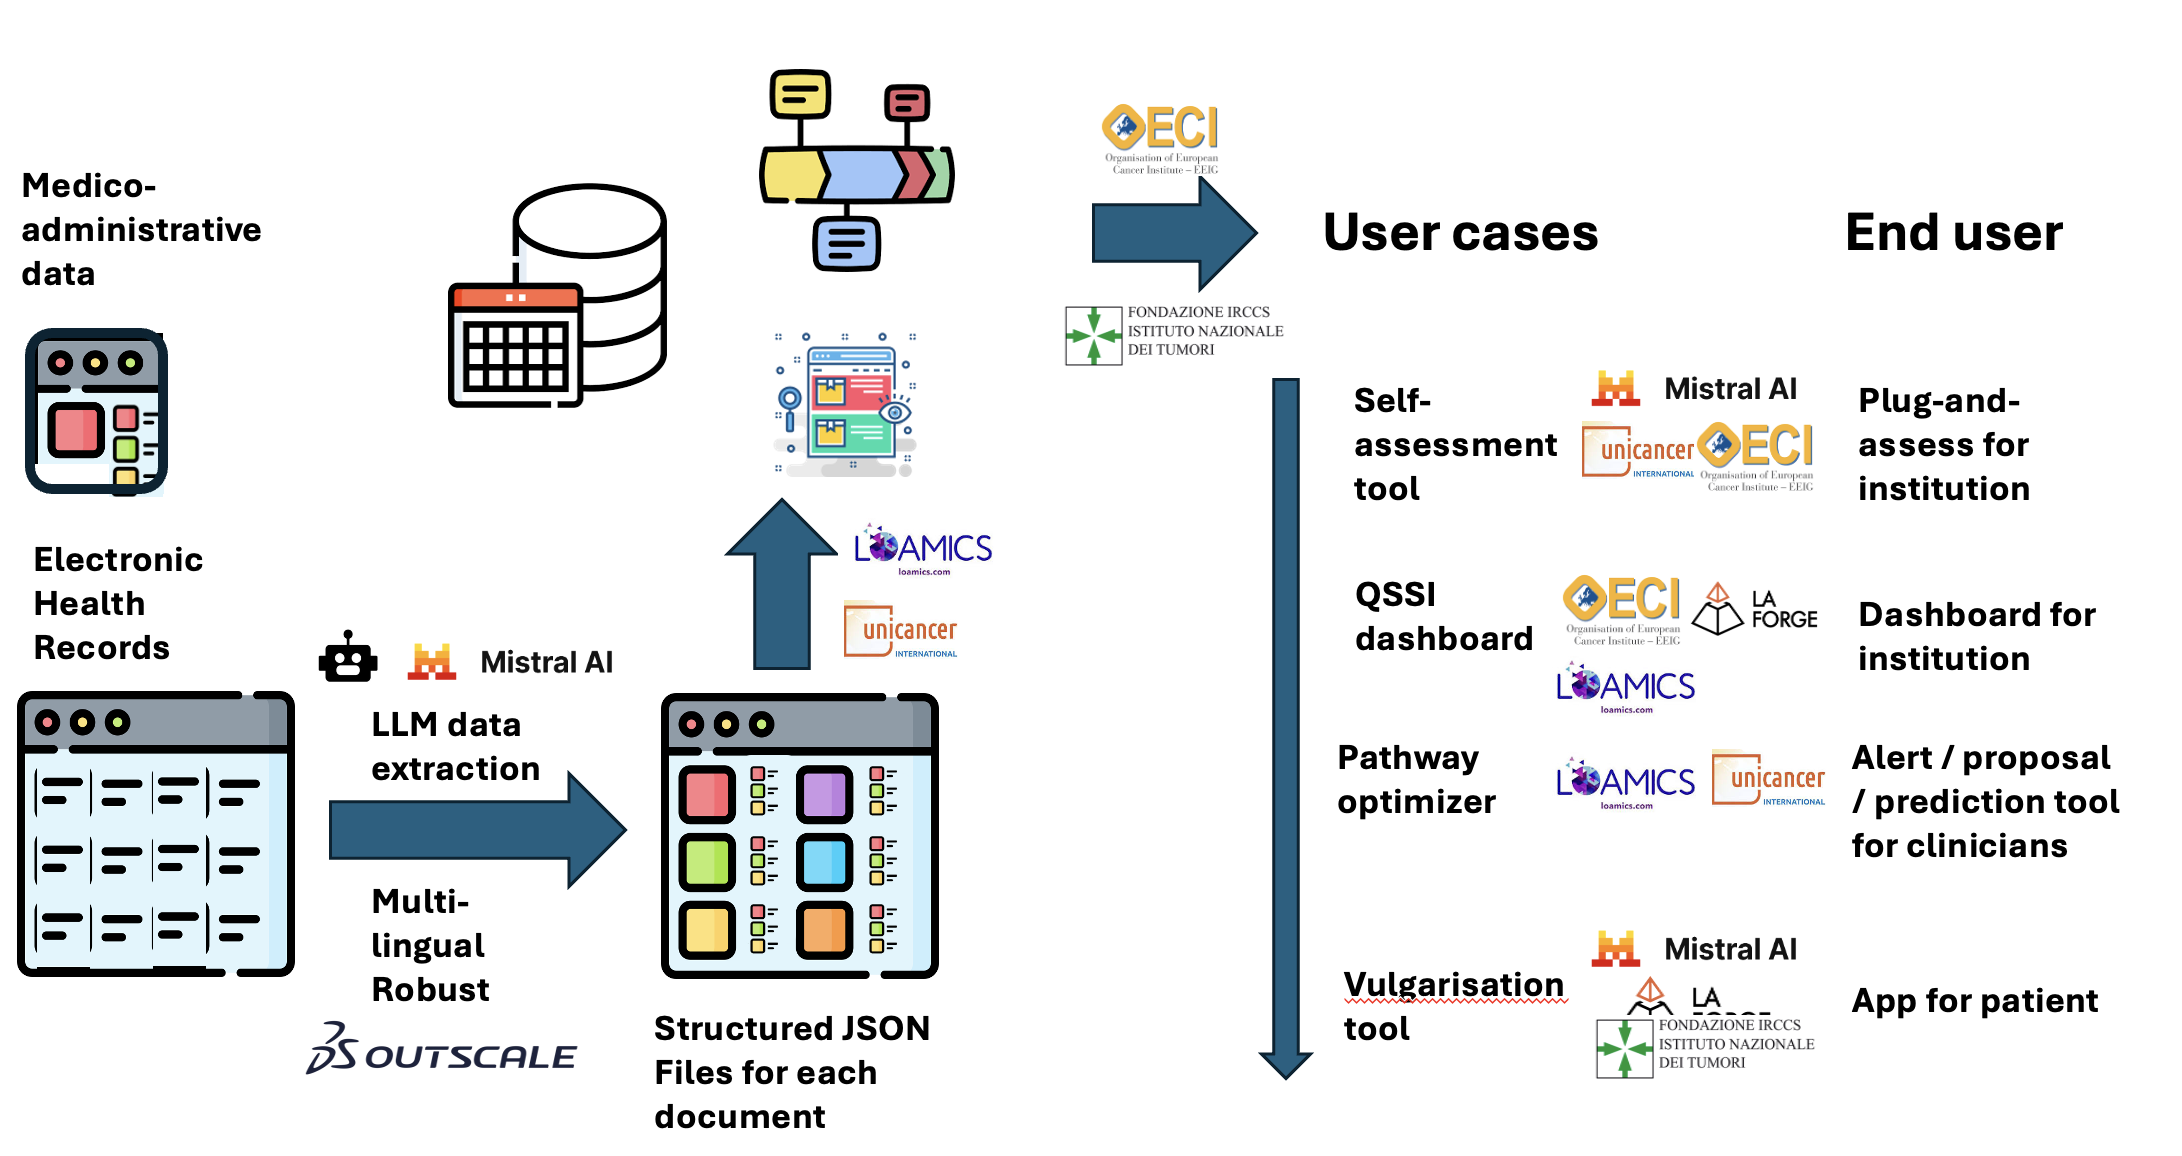 Medico-
administrative
data
Electronic
Health
Records
Mistral AI
LLM data
extraction
Multi-
lingual
Robust
3DS OUTSCALE
LOAMICS
loamics.com
unicancer
INTERNATIONAL
Structured JSON
Files for each
document
OECI
Organisation of European
Cancer Institute – EEIG
FONDAZIONE IRCCS
ISTITUTO NAZIONALE
DEI TUMORI
User cases
End user
Self-
assessment
tool
Mistral AI
unicancer
INTERNATIONAL
OECI
Organisation of European
Cancer Institute – EEIG
Plug-and-
assess for
institution
QSSI
dashboard
OECI
Organisation of European
Cancer Institute – EEIG
LA
FORGE
LOAMICS
loamics.com
Dashboard for
institution
Pathway
optimizer
LOAMICS
loamics.com
unicancer
INTERNATIONAL
Alert / proposal
/ prediction tool
for clinicians
Vulgarisation
tool
Mistral AI
LA
FORGE
FONDAZIONE IRCCS
ISTITUTO NAZIONALE
DEI TUMORI
App for patient